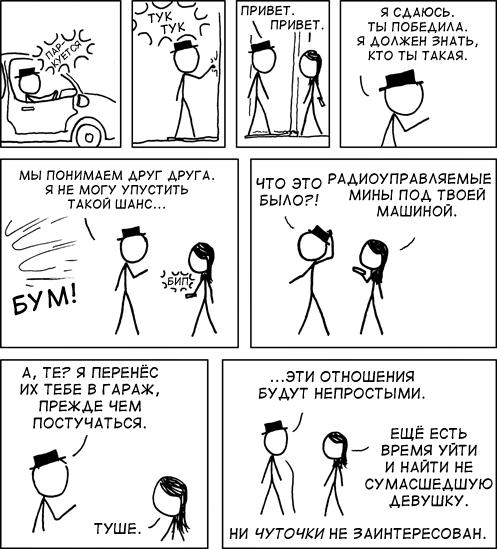 ПАР-
КУЕТСЯ
ТУК
ТУК
ПРИВЕТ.
ПРИВЕТ.
Я СДАЮСЬ.
ТЫ ПОБЕДИЛА.
Я ДОЛЖЕН ЗНАТЬ,
КТО ТЫ ТАКАЯ.
МЫ ПОНИМАЕМ ДРУГ ДРУГА.
Я НЕ МОГУ УПУСТИТЬ
ТАКОЙ ШАНС...
БИП
БУМ!
ЧТО ЭТО
БЫЛО?!
РАДИОУПРАВЛЯЕМЫЕ
МИНЫ ПОД ТВОЕЙ
МАШИНОЙ.
А, ТЕ? Я ПЕРЕНЁС
ИХ ТЕБЕ В ГАРАЖ,
ПРЕЖДЕ ЧЕМ
ПОСТУЧАТЬСЯ.
ТУШЕ.
...ЭТИ ОТНОШЕНИЯ
БУДУТ НЕПРОСТЫМИ.
ЕЩЁ ЕСТЬ
ВРЕМЯ УЙТИ
И НАЙТИ НЕ
СУМАСШЕДШУЮ
ДЕВУШКУ.
НИ ЧУТОЧКИ НЕ ЗАИНТЕРЕСОВАН.